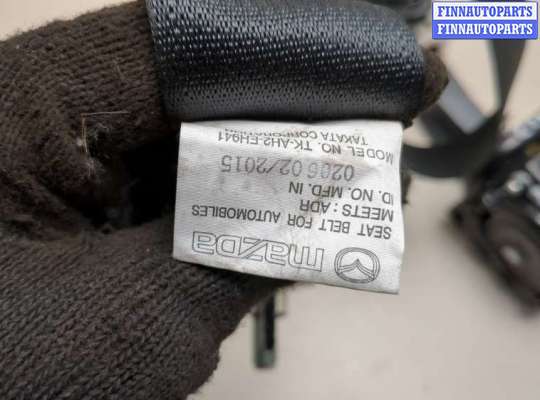 FINNAUTOPARTS
FINNAUTOPARTS
mazda
SEAT BELT FOR AUTOMOBILES
MEETS : ADR
ID. NO. MFD. IN
0206 02/2015
MODEL NO. TK-AH2-EH941
TAKATA CORPORATION